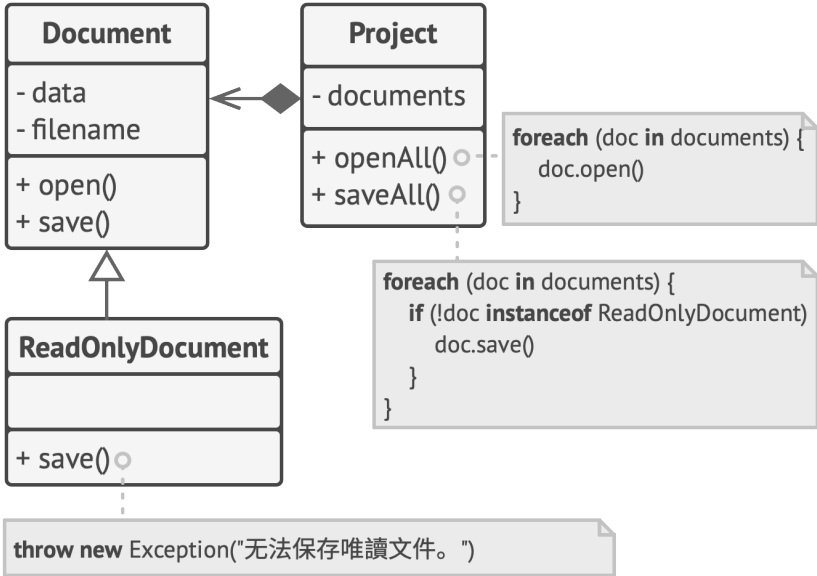 Document
- data
- filename
+ open()
+ save()
Project
- documents
+ openAll()
+ saveAll()
foreach (doc in documents) {
doc.open()
}
foreach (doc in documents) {
if (!doc instanceof ReadOnlyDocument)
doc.save()
}
}
ReadOnlyDocument
+ save()
throw new Exception("无法保存唯讀文件。")